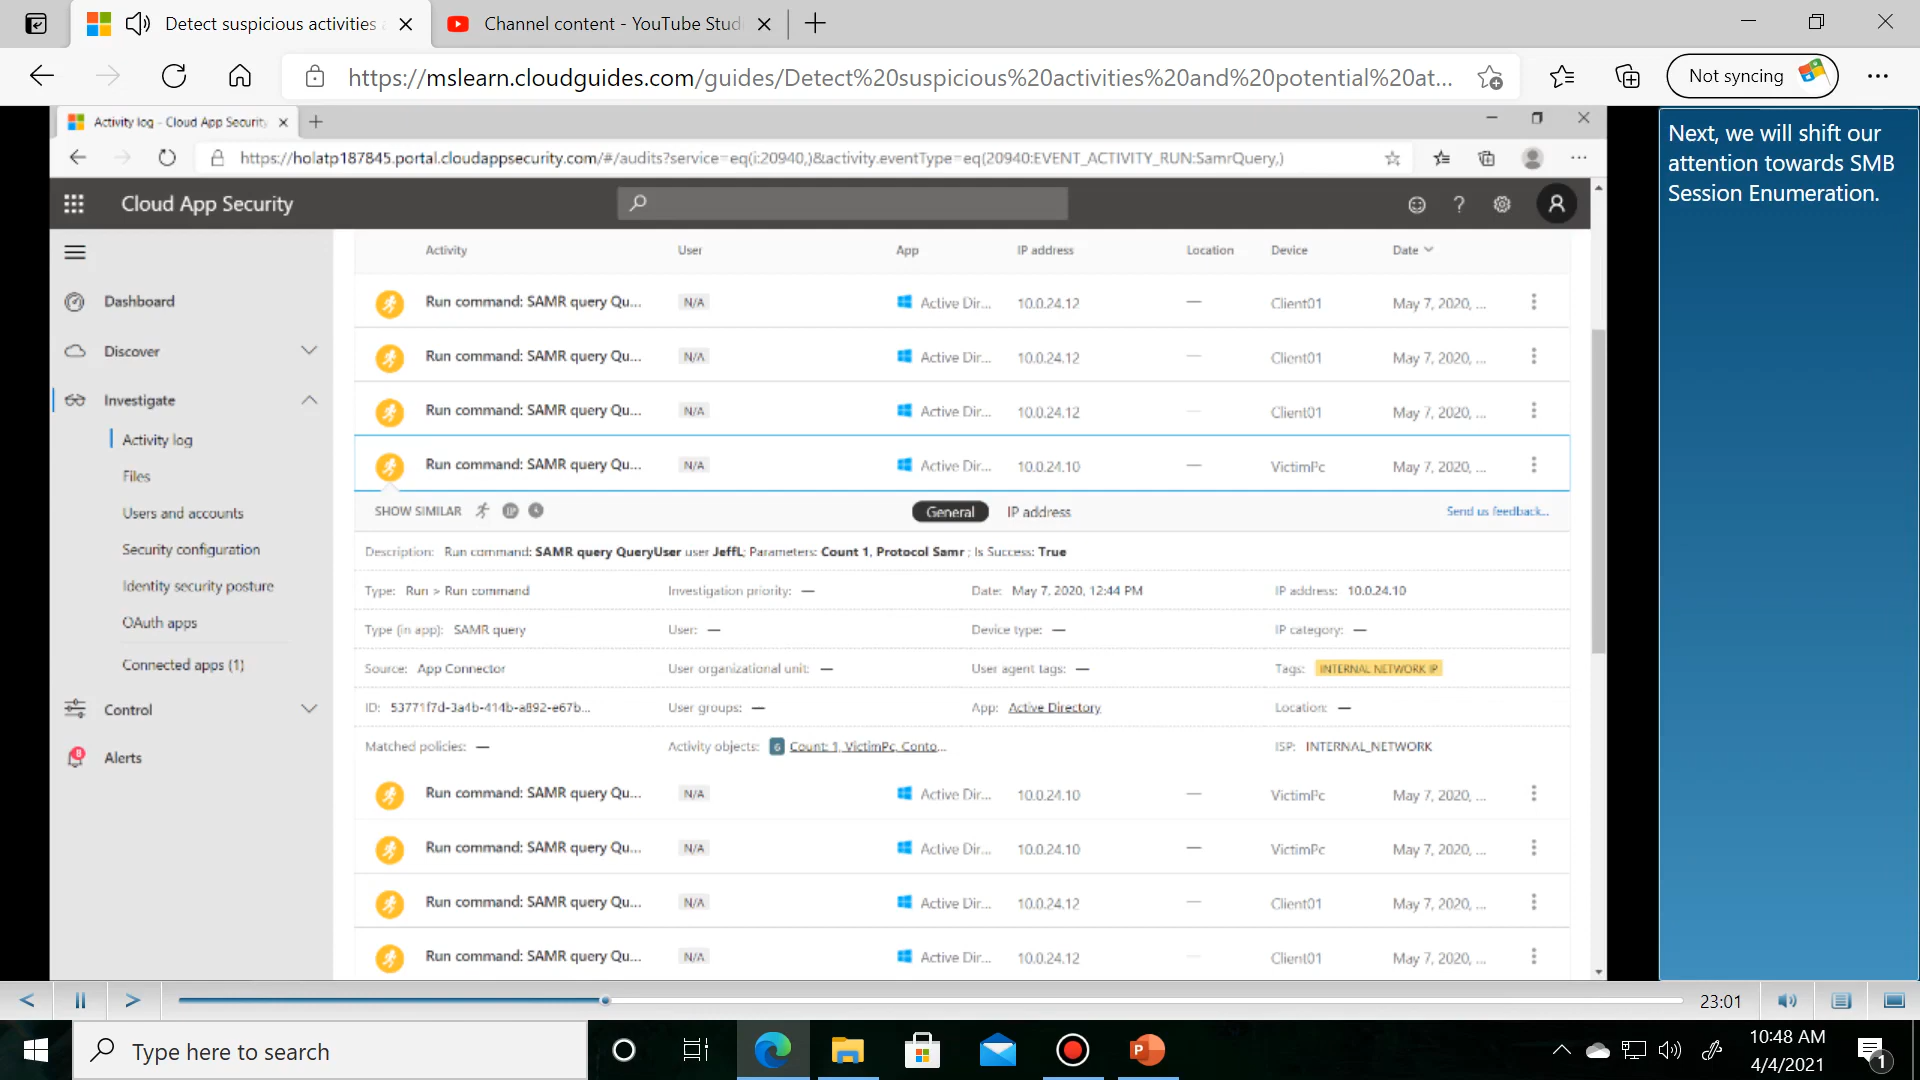 Detect suspicious activities
Channel content - YouTube Stud
https://mslearn.cloudguides.com/guides/Detect%20suspicious%20activities%20and%20potential%20at...
Not syncing
Activity log - Cloud App Security
https://holatp187845.portal.cloudappsecurity.com/#/audits?service=eq(i:20940,)&activity.eventType=eq(20940:EVENT_ACTIVITY_RUN:SamrQuery,)
Next, we will shift our
attention towards SMB
Session Enumeration.
Cloud App Security
Dashboard
Discover
Investigate
Activity log
Files
Users and accounts
Security configuration
Identity security posture
OAuth apps
Connected apps (1)
Control
8
Alerts
Activity User App IP address Location Device Date
Run command: SAMR query Qu... N/A Active Dir... 10.0.24.12 — Client01 May 7, 2020, ...
Run command: SAMR query Qu... N/A Active Dir... 10.0.24.12 — Client01 May 7, 2020, ...
Run command: SAMR query Qu... N/A Active Dir... 10.0.24.12 — Client01 May 7, 2020, ...
Run command: SAMR query Qu... N/A Active Dir... 10.0.24.10 — VictimPc May 7, 2020, ...
SHOW SIMILAR IP General IP address Send us feedback...
Description: Run command: SAMR query QueryUser user JeffL; Parameters: Count 1, Protocol Samr ; Is Success: True
Type: Run > Run command Investigation priority: — Date: May 7, 2020, 12:44 PM IP address: 10.0.24.10
Type (in app): SAMR query User: — Device type: — IP category: —
Source: App Connector User organizational unit: — User agent tags: — Tags: INTERNAL NETWORK IP
ID: 53771f7d-3a4b-414b-a892-e67b... User groups: — App: Active Directory Location: —
Matched policies: — Activity objects: 6 Count: 1, VictimPc, Conto... ISP: INTERNAL_NETWORK
Run command: SAMR query Qu... N/A Active Dir... 10.0.24.10 — VictimPc May 7, 2020, ...
Run command: SAMR query Qu... N/A Active Dir... 10.0.24.10 — VictimPc May 7, 2020, ...
Run command: SAMR query Qu... N/A Active Dir... 10.0.24.12 — Client01 May 7, 2020, ...
Run command: SAMR query Qu... N/A Active Dir... 10.0.24.12 — Client01 May 7, 2020, ...
23:01
Type here to search
P
10:48 AM
4/4/2021
1